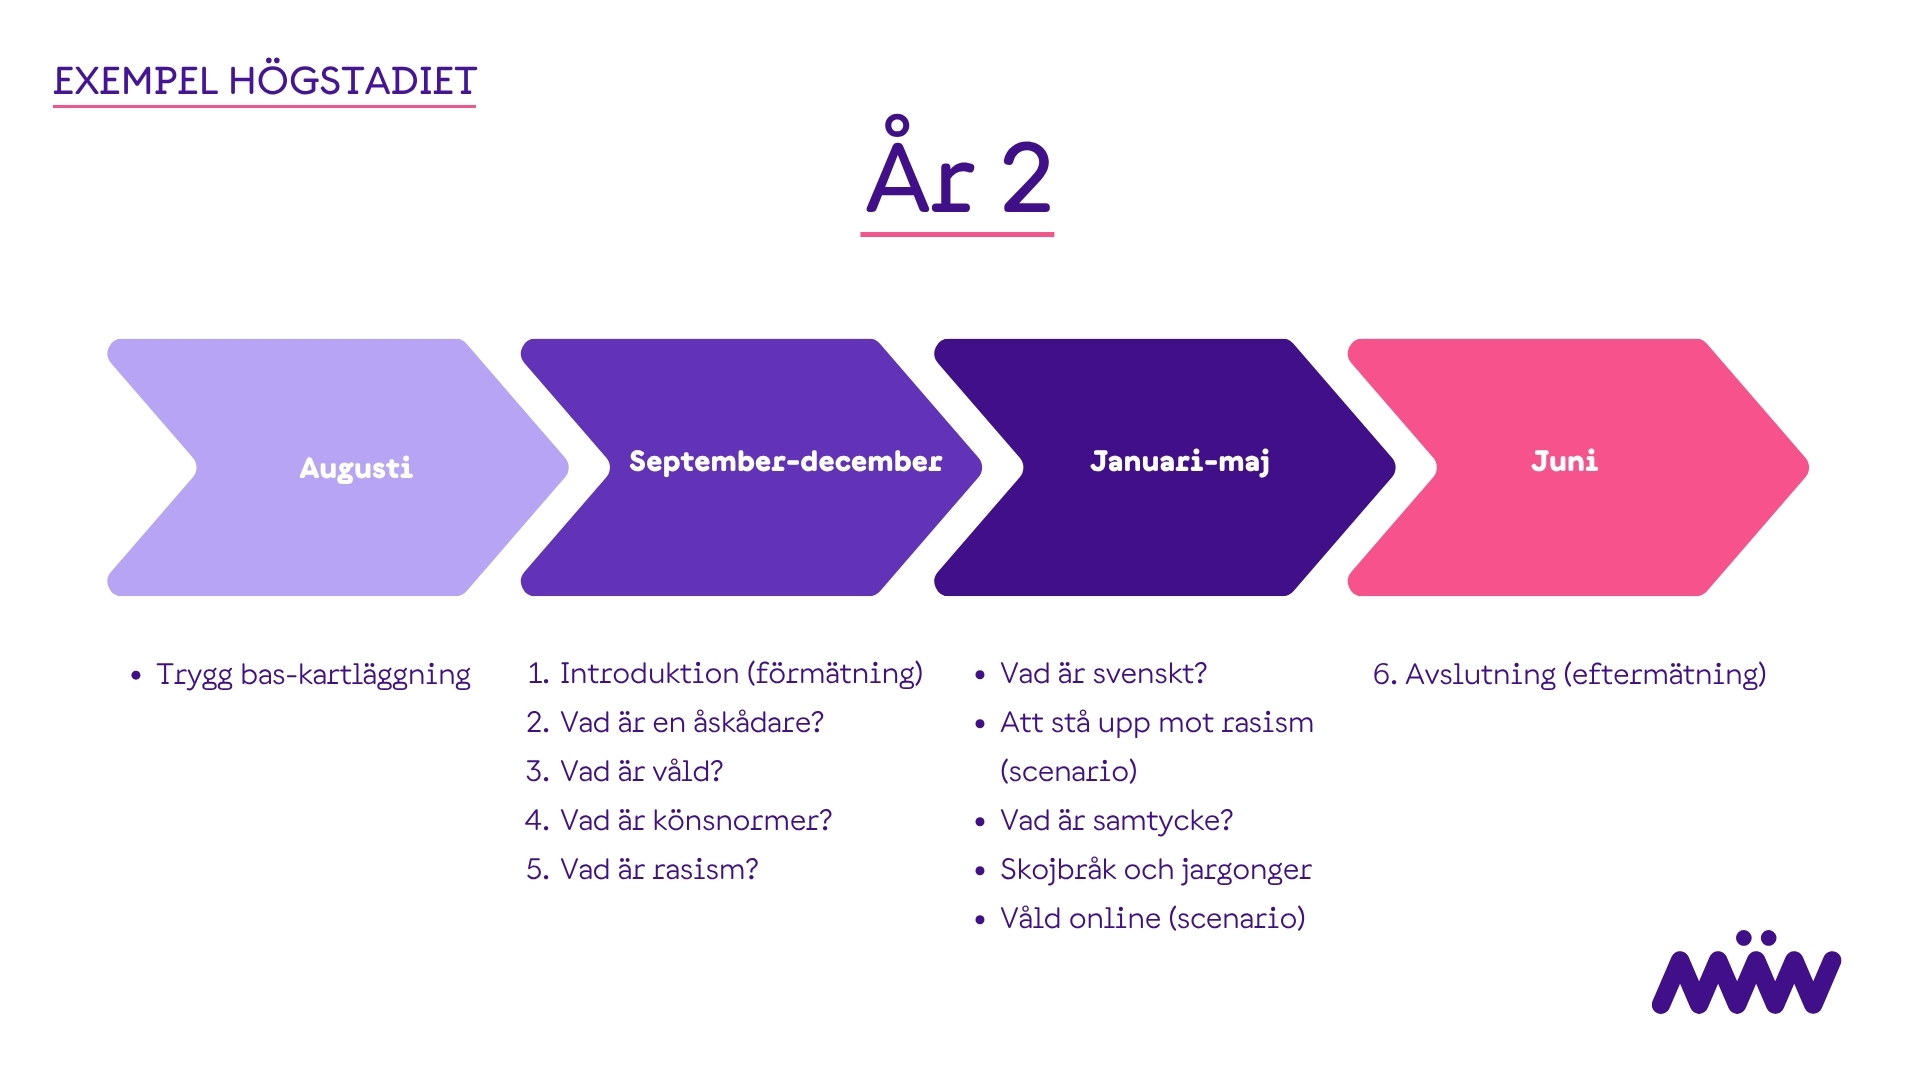 EXEMPEL HÖGSTADIET
År 2
Augusti
September-december
Januari-maj
Juni
• Trygg bas-kartläggning
1. Introduktion (förmätning)
2. Vad är en åskådare?
3. Vad är våld?
4. Vad är könsnormer?
5. Vad är rasism?
• Vad är svenskt?
• Att stå upp mot rasism
(scenario)
• Vad är samtycke?
• Skojbråk och jargonger
• Våld online (scenario)
6. Avslutning (eftermätning)
MÄN